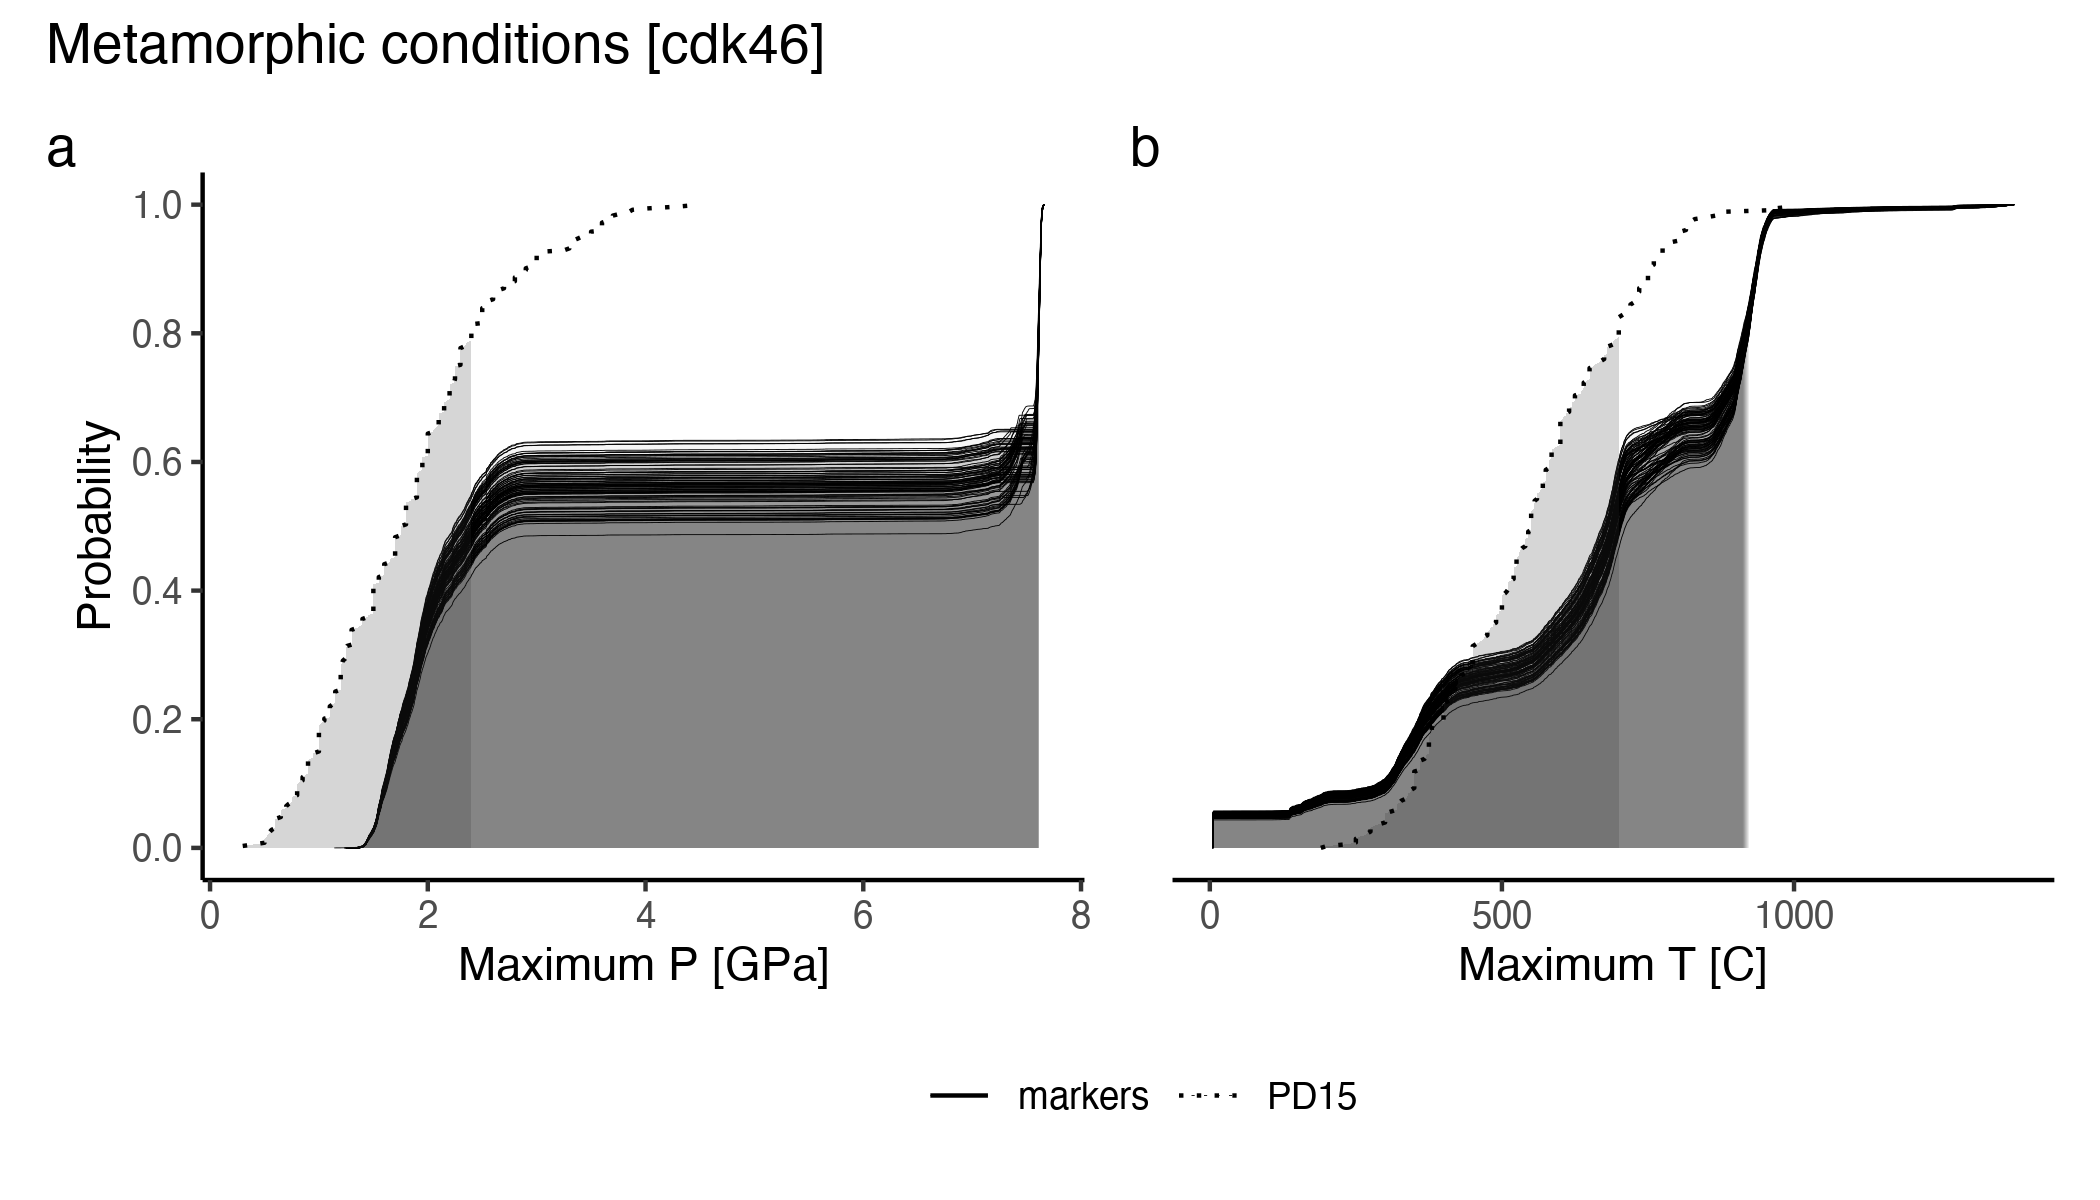 Metamorphic conditions [cdk46]
a
b
Probability
1.0
0.8
0.6
0.4
0.2
0.0
0 2 4 6 8
Maximum P [GPa]
0 500 1000
Maximum T [C]
markers PD15